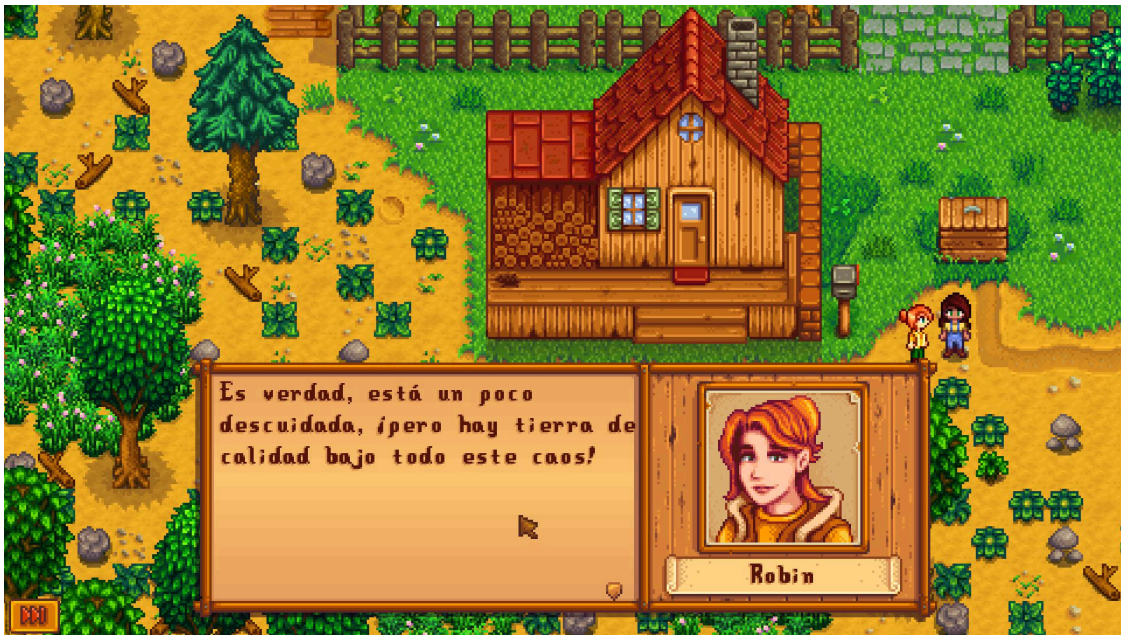 Es verdad, está un poco
descuidada, ¡pero hay tierra de
calidad bajo todo este caos!
Robin